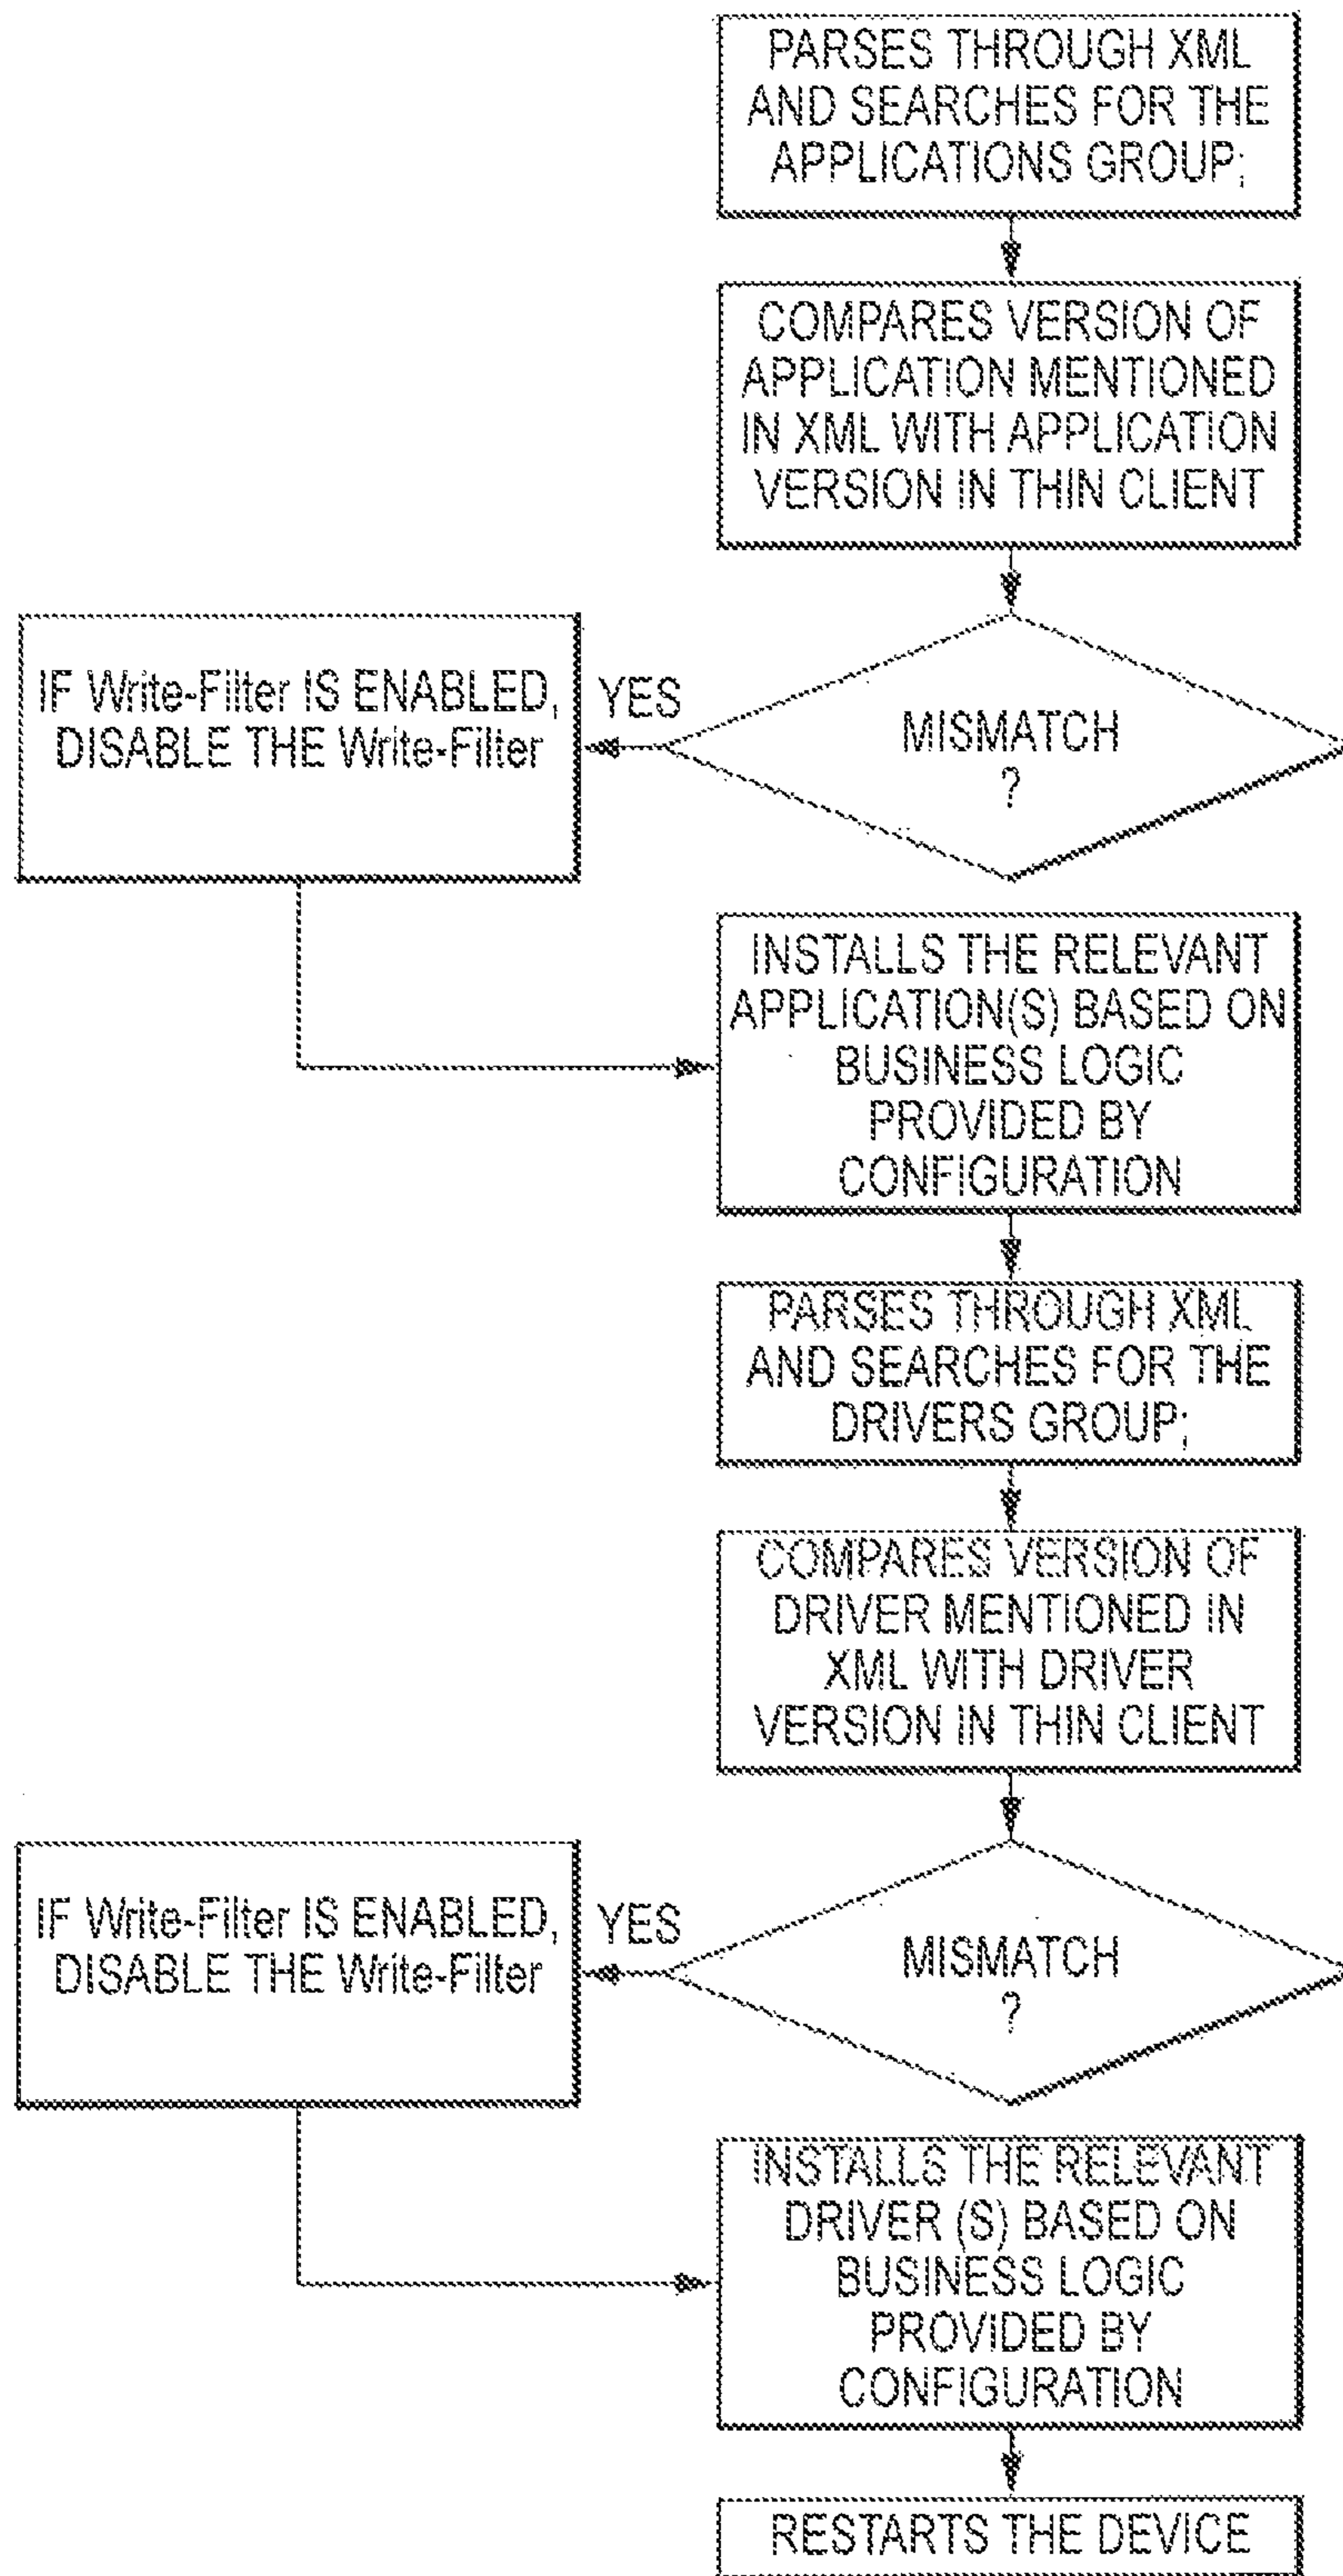 PARSES THROUGH XML
AND SEARCHES FOR THE
APPLICATIONS GROUP;
COMPARES VERSION OF
APPLICATION MENTIONED
IN XML WITH APPLICATION
VERSION IN THIN CLIENT
IF Write-Filter IS ENABLED,
DISABLE THE Write-Filter
YES
MISMATCH
?
INSTALLS THE RELEVANT
APPLICATION(S) BASED ON
BUSINESS LOGIC
PROVIDED BY
CONFIGURATION
PARSES THROUGH XML
AND SEARCHES FOR THE
DRIVERS GROUP;
COMPARES VERSION OF
DRIVER MENTIONED IN
XML WITH DRIVER
VERSION IN THIN CLIENT
IF Write-Filter IS ENABLED,
DISABLE THE Write-Filter
YES
MISMATCH
?
INSTALLS THE RELEVANT
DRIVER (S) BASED ON
BUSINESS LOGIC
PROVIDED BY
CONFIGURATION
RESTARTS THE DEVICE